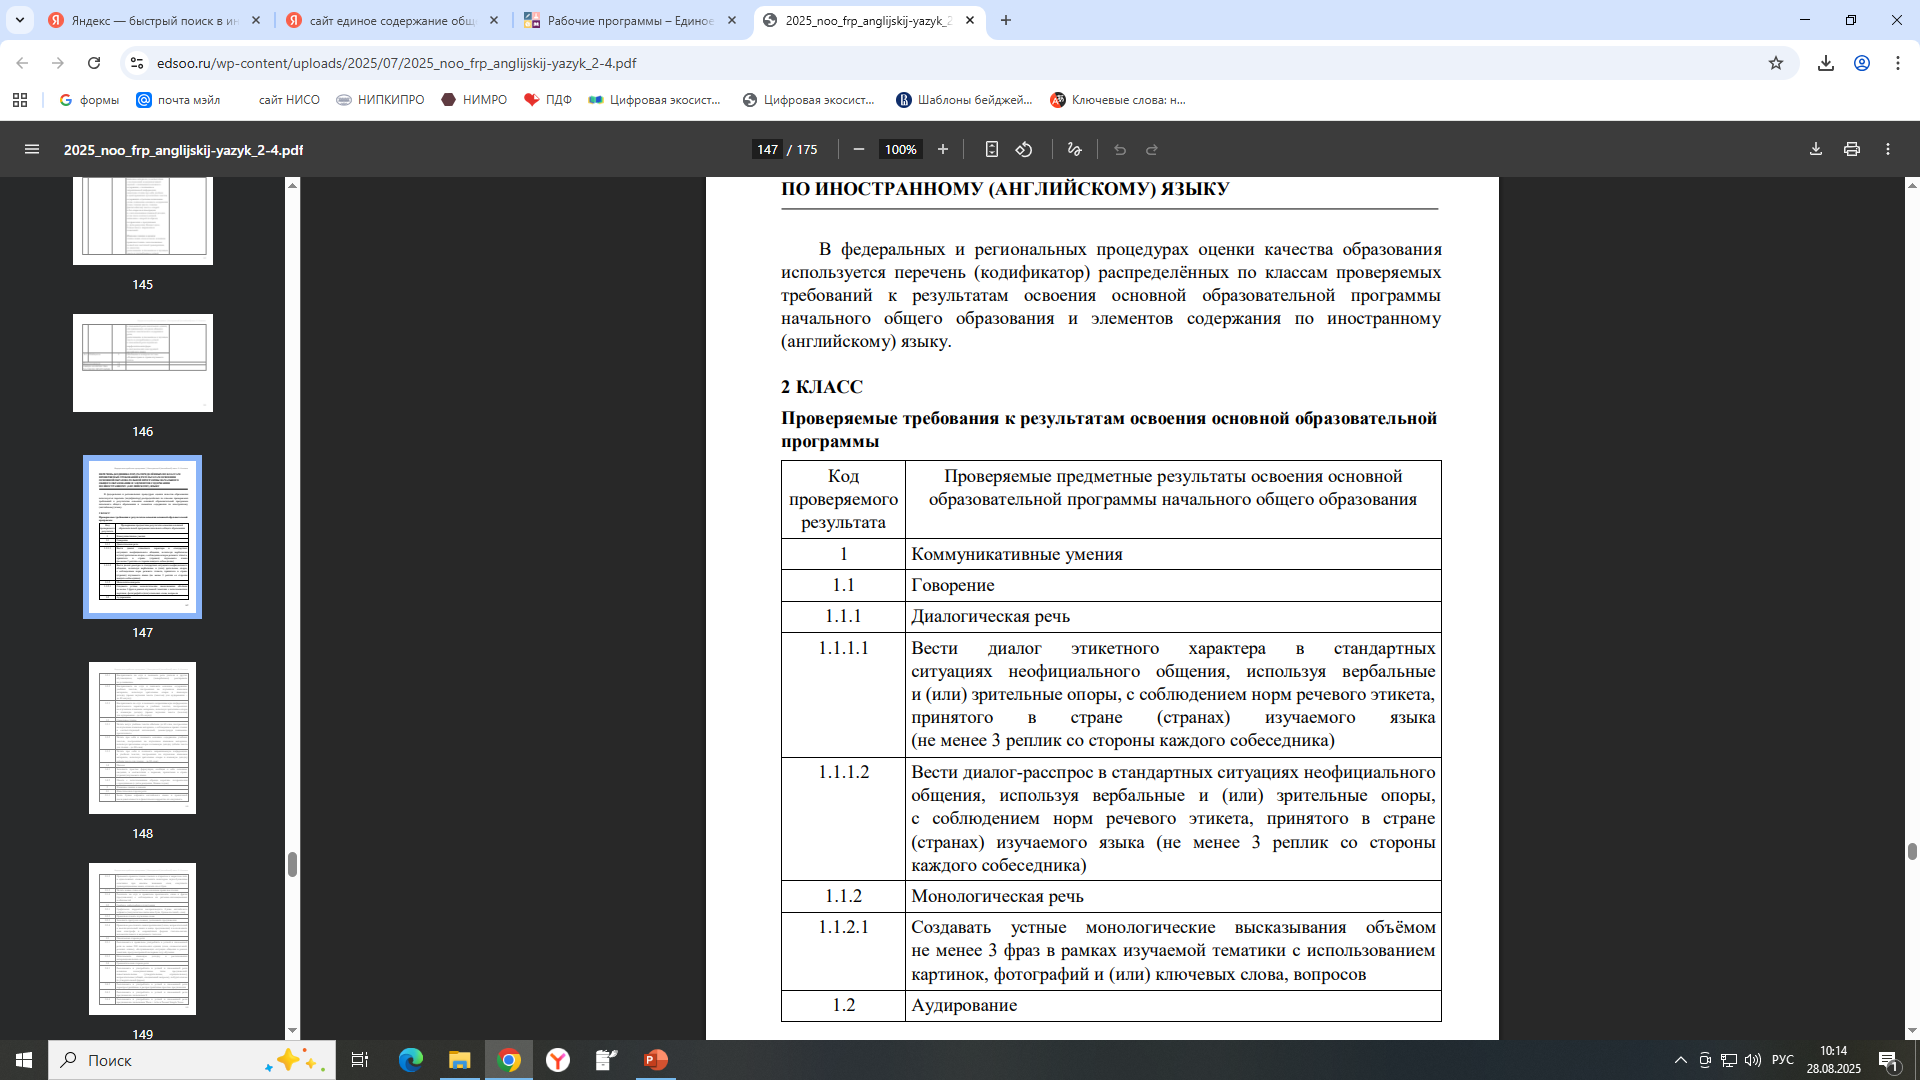 Яндекс — быстрый поиск в ин
сайт единое содержание общ
Рабочие программы – Единое
2025_noo_frp_anglijskij-yazyk_2
edsoo.ru/wp-content/uploads/2025/07/2025_noo_frp_anglijskij-yazyk_2-4.pdf
формы
почта мэйл
сайт НИСО
НИПКИПРО
НИМРО
ПДФ
Цифровая экосист...
Цифровая экосист...
Шаблоны бейджей...
Ключевые слова: н...
2025_noo_frp_anglijskij-yazyk_2-4.pdf
147 / 175
100%
145
146
147
148
149
ПО ИНОСТРАННОМУ (АНГЛИЙСКОМУ) ЯЗЫКУ
В федеральных и региональных процедурах оценки качества образования
используется перечень (кодификатор) распределённых по классам проверяемых
требований к результатам освоения основной образовательной программы
начального общего образования и элементов содержания по иностранному
(английскому) языку.
2 КЛАСС
Проверяемые требования к результатам освоения основной образовательной
программы
Код
проверяемого
результата
Проверяемые предметные результаты освоения основной
образовательной программы начального общего образования
1
Коммуникативные умения
1.1
Говорение
1.1.1
Диалогическая речь
1.1.1.1
Вести диалог этикетного характера в стандартных
ситуациях неофициального общения, используя вербальные
и (или) зрительные опоры, с соблюдением норм речевого этикета,
принятого в стране (странах) изучаемого языка
(не менее 3 реплик со стороны каждого собеседника)
1.1.1.2
Вести диалог-расспрос в стандартных ситуациях неофициального
общения, используя вербальные и (или) зрительные опоры,
с соблюдением норм речевого этикета, принятого в стране
(странах) изучаемого языка (не менее 3 реплик со стороны
каждого собеседника)
1.1.2
Монологическая речь
1.1.2.1
Создавать устные монологические высказывания объёмом
не менее 3 фраз в рамках изучаемой тематики с использованием
картинок, фотографий и (или) ключевых слова, вопросов
1.2
Аудирование
Поиск
РУС
10:14
28.08.2025
1